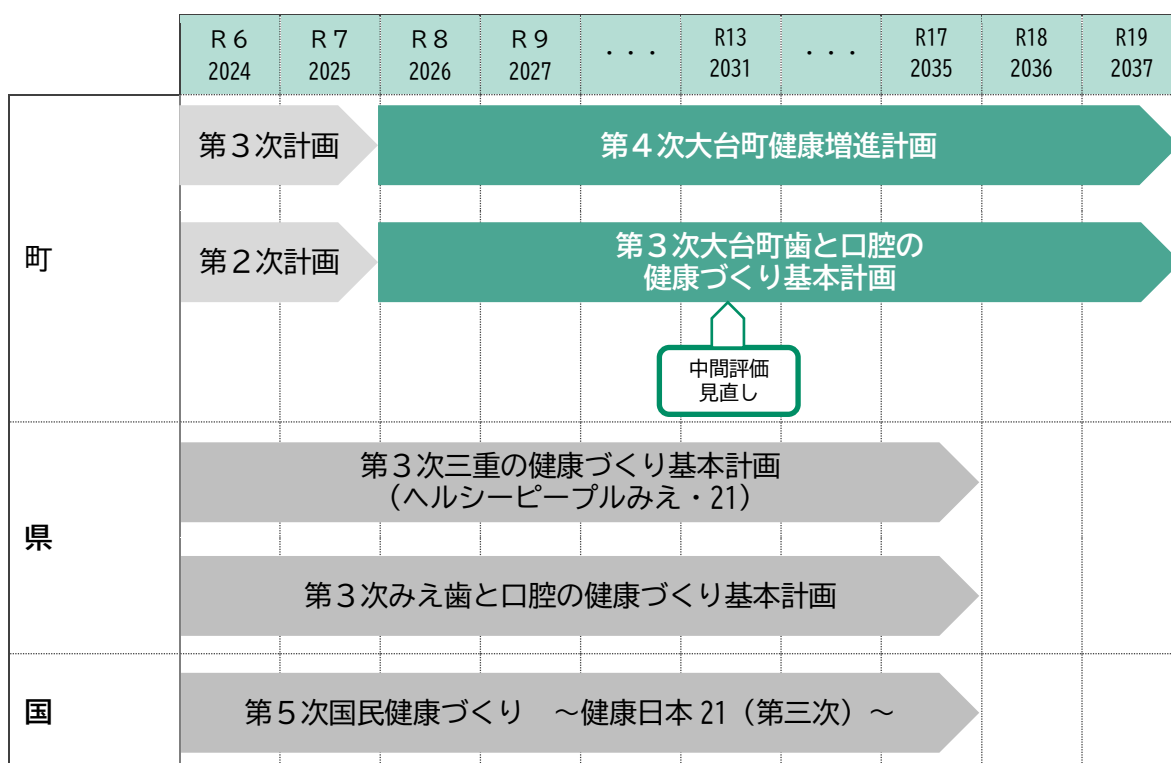 R６ R７ R８ R９ ・・・ R13 ・・・ R17 R18 R19
2024 2025 2026 2027 2031 2035 2036 2037
町
第３次計画
第４次大台町健康増進計画
第２次計画
第３次大台町歯と口腔の
健康づくり基本計画
中間評価
見直し
県
第３次三重の健康づくり基本計画
（ヘルシーピープルみえ・21）
第３次みえ歯と口腔の健康づくり基本計画
国
第５次国民健康づくり　～健康日本 21（第三次）～